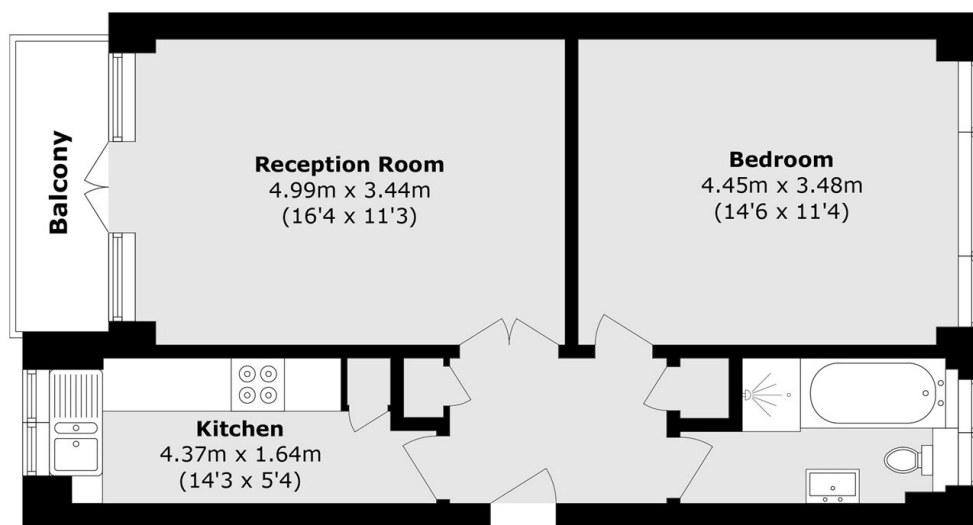 Balcony
Reception Room
4.99m x 3.44m
(16'4 x 11'3)
Bedroom
4.45m x 3.48m
(14'6 x 11'4)
Kitchen
4.37m x 1.64m
(14'3 x 5'4)